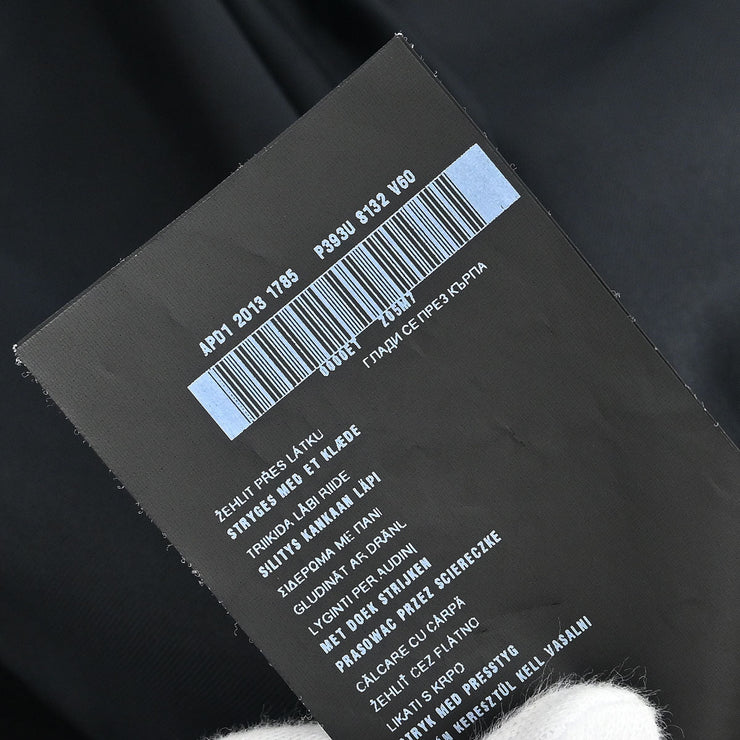 APD1 2013 1785 P393U S132 V60
0000E1 Z05M7
ГЛАДИ СЕ ПРЕЗ КЪРПА
ŽEHLIT PŘES LÁTKU
STRYGES MED ET KLÆDE
TRIIKIDA LÄBI RIIDE
SILITYS KANKAAN LÄPI
ΣΙΔΕΡΩΜΑ ΜΕ ΠΑΝΙ
GLUDINĀT AR DRĀNU
LYGINTI PER AUDINĮ
MET DOEK STRIJKEN
PRASOWAC PRZEZ SCIERECZKE
CĂLCARE CU CÂRPĂ
ŽEHLIŤ CEZ PLÁTNO
LIKATI S KRPO
STRYK MED PRESSTYG
KERESZTÜL KELL VASALNI